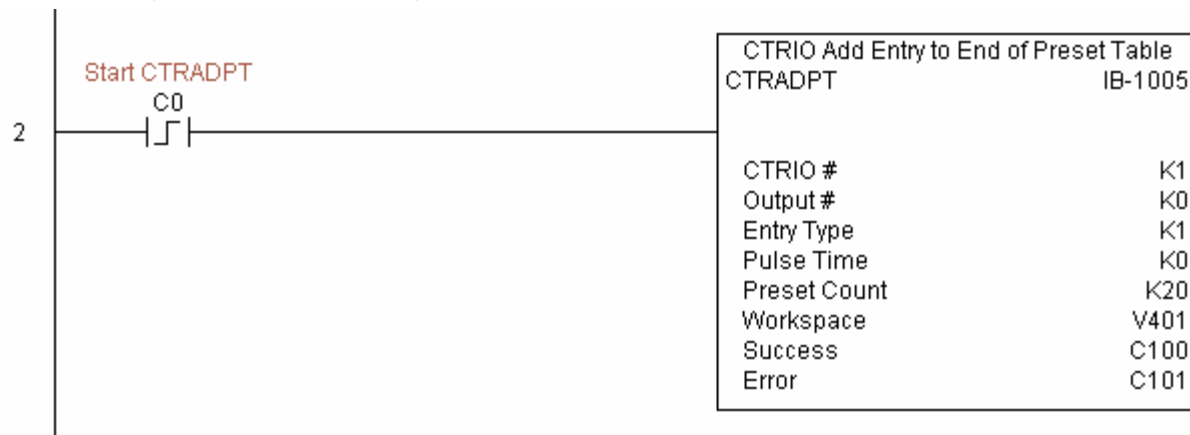 CTRIO Add Entry to End of Preset Table
CTRADPT IB-1005
Start CTRADPT
C0
2
CTRIO # K1
Output # K0
Entry Type K1
Pulse Time K0
Preset Count K20
Workspace V401
Success C100
Error C101